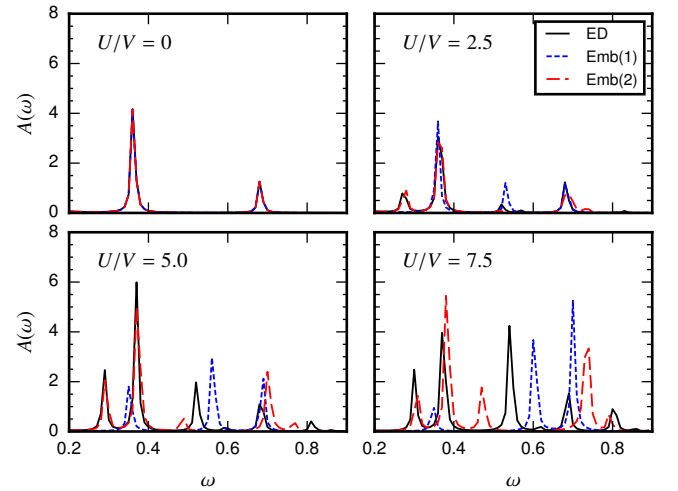 8
6
4
2
0
A(ω)
U/V = 0
U/V = 2.5
ED
Emb(1)
Emb(2)
8
6
4
2
0
A(ω)
U/V = 5.0
U/V = 7.5
0.2 0.4 0.6 0.8 0.2 0.4 0.6 0.8
ω ω